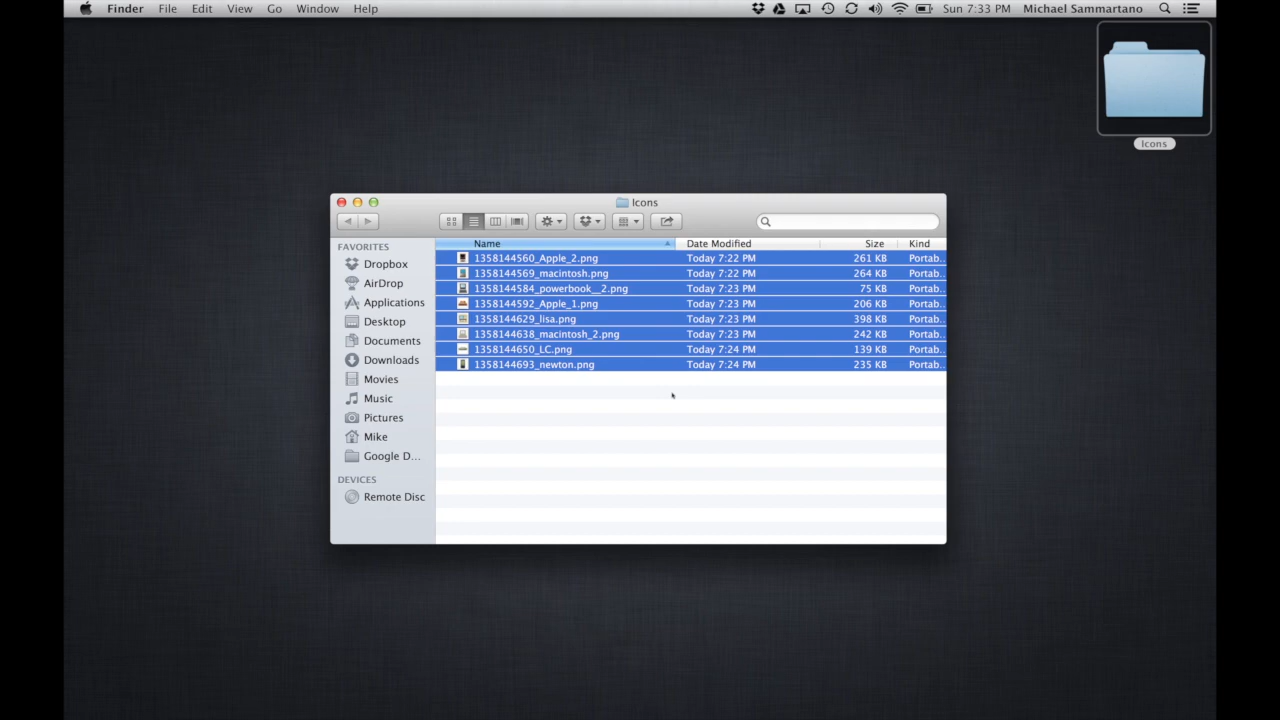 Finder File Edit View Go Window Help Sun 7:33 PM Michael Sammartano
Icons
Icons
FAVORITES
Dropbox
AirDrop
Applications
Desktop
Documents
Downloads
Movies
Music
Pictures
Mike
Google D...
DEVICES
Remote Disc
Name Date Modified Size Kind
1358144560_Apple_2.png Today 7:22 PM 261 KB Portab..
1358144569_macintosh.png Today 7:22 PM 264 KB Portab..
1358144584_powerbook__2.png Today 7:23 PM 75 KB Portab..
1358144592_Apple_1.png Today 7:23 PM 206 KB Portab..
1358144629_lisa.png Today 7:23 PM 398 KB Portab..
1358144638_macintosh_2.png Today 7:23 PM 242 KB Portab..
1358144650_LC.png Today 7:24 PM 139 KB Portab..
1358144693_newton.png Today 7:24 PM 235 KB Portab..